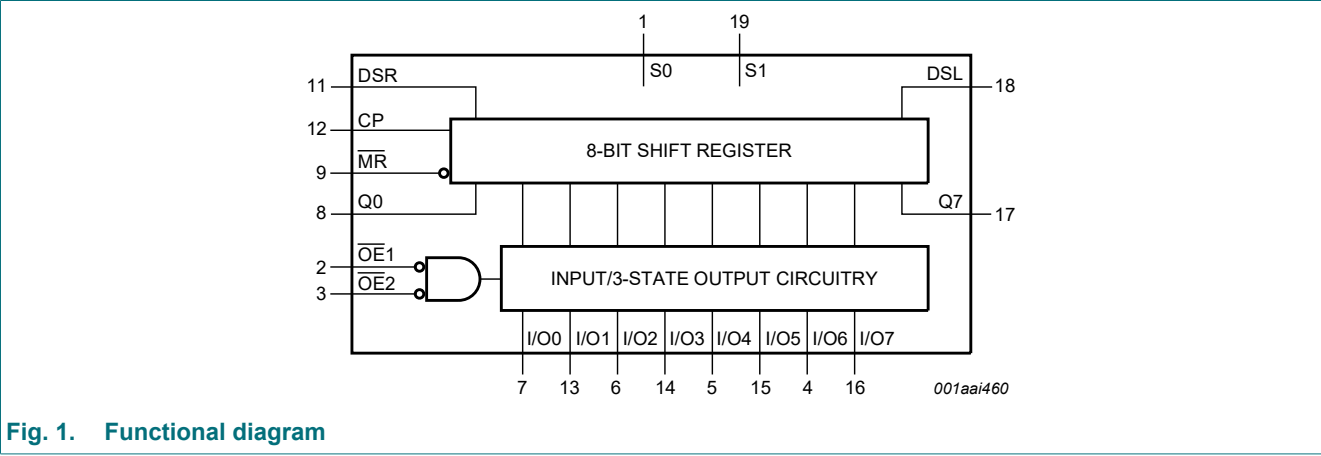 1 19
S0 S1
11 DSR DSL 18
12 CP
8-BIT SHIFT REGISTER
9 MR
8 Q0 Q7 17
2 OE1
INPUT/3-STATE OUTPUT CIRCUITRY
3 OE2
I/O0 I/O1 I/O2 I/O3 I/O4 I/O5 I/O6 I/O7
7 13 6 14 5 15 4 16 001aai460
Fig. 1. Functional diagram